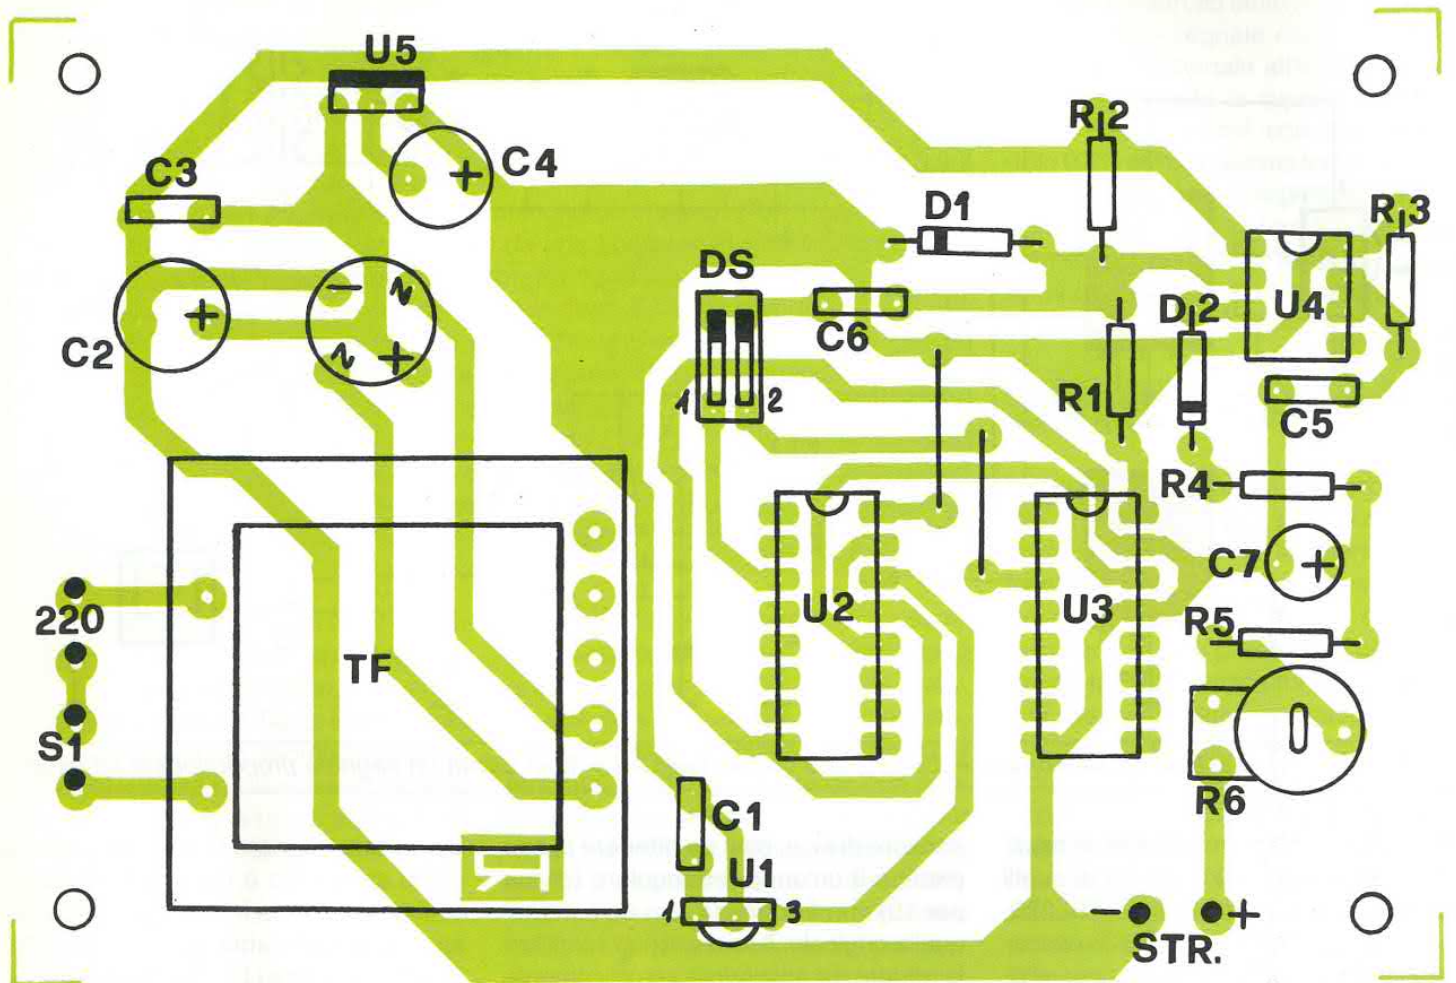 U5
R2
C3
C4
D1
R3
DS
U4
D2
C6
C2
− ~
~ +
+
+
1 2
R1
C5
R4
C7 +
U2
U3
220
R5
TF
S1
R6
C1
U1
1 3
− +
STR.